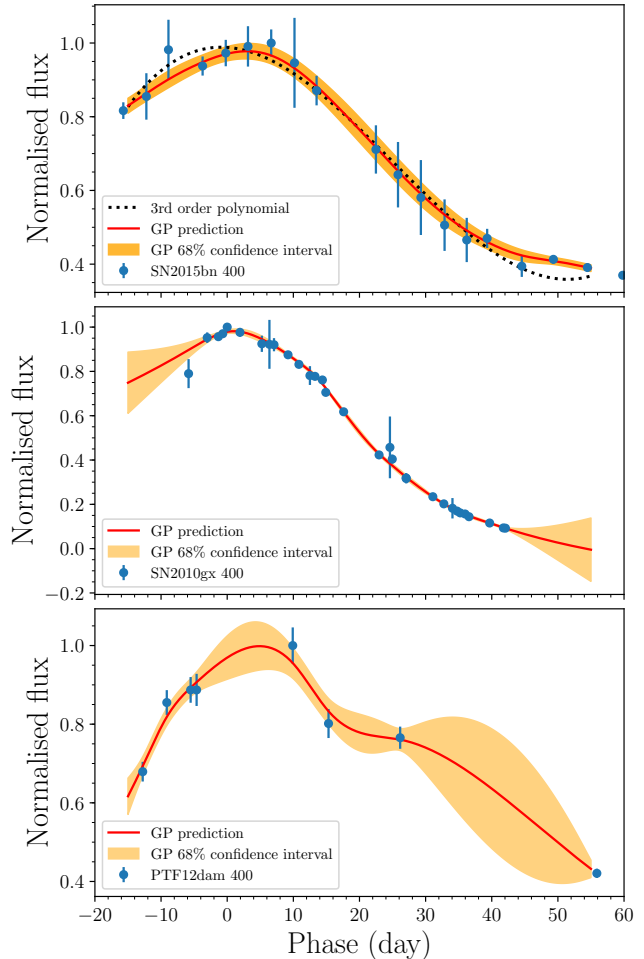 1.0
0.8
0.6
0.4
Normalised flux
3rd order polynomial
GP prediction
GP 68% confidence interval
SN2015bn 400
1.0
0.8
0.6
0.4
0.2
0.0
−0.2
Normalised flux
GP prediction
GP 68% confidence interval
SN2010gx 400
1.0
0.8
0.6
0.4
Normalised flux
GP prediction
GP 68% confidence interval
PTF12dam 400
−20 −10 0 10 20 30 40 50 60
Phase (day)